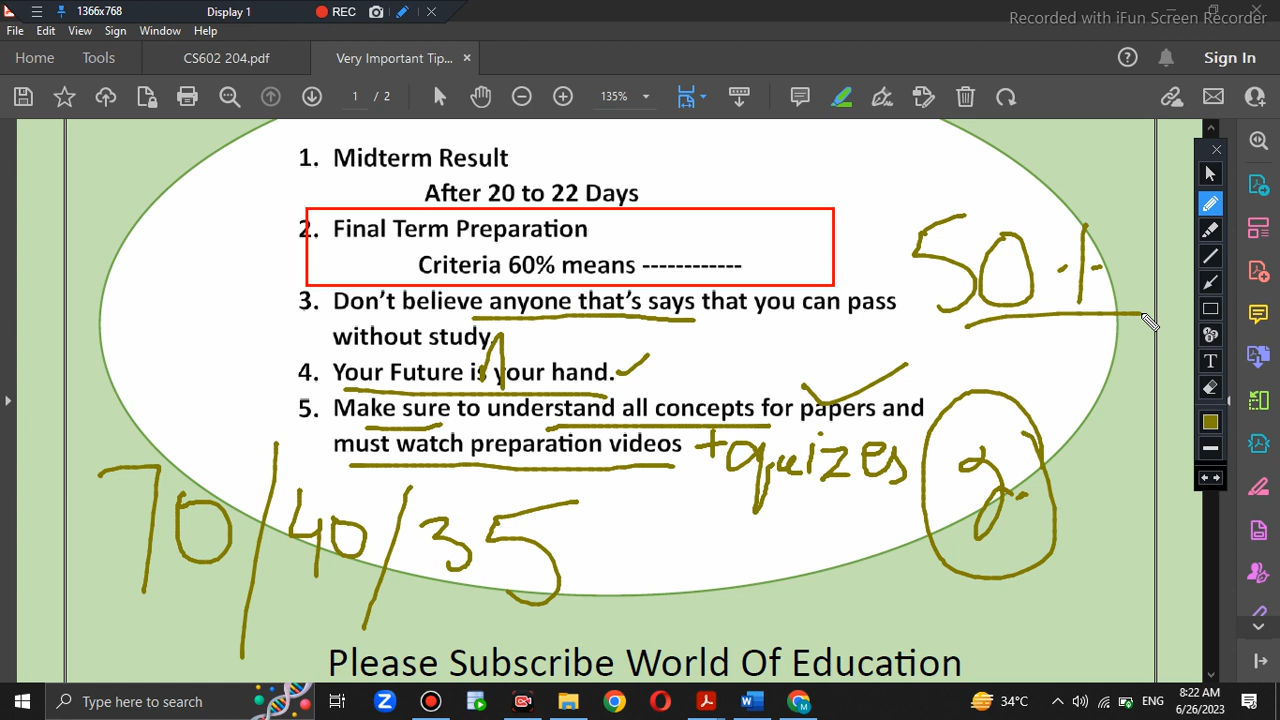 1366x768 Display 1 REC
Recorded with iFun Screen Recorder
File Edit View Sign Window Help
Home Tools CS602 204.pdf Very Important Tip... × Sign In
1 / 2 135%
1. Midterm Result
After 20 to 22 Days
2. Final Term Preparation
Criteria 60% means ------------
50 %
3. Don't believe anyone that's says that you can pass
without study.
4. Your Future is your hand.
5. Make sure to understand all concepts for papers and
must watch preparation videos
+quizes
70/40/35
Please Subscribe World Of Education
Type here to search
34°C ENG 8:22 AM
6/26/2023